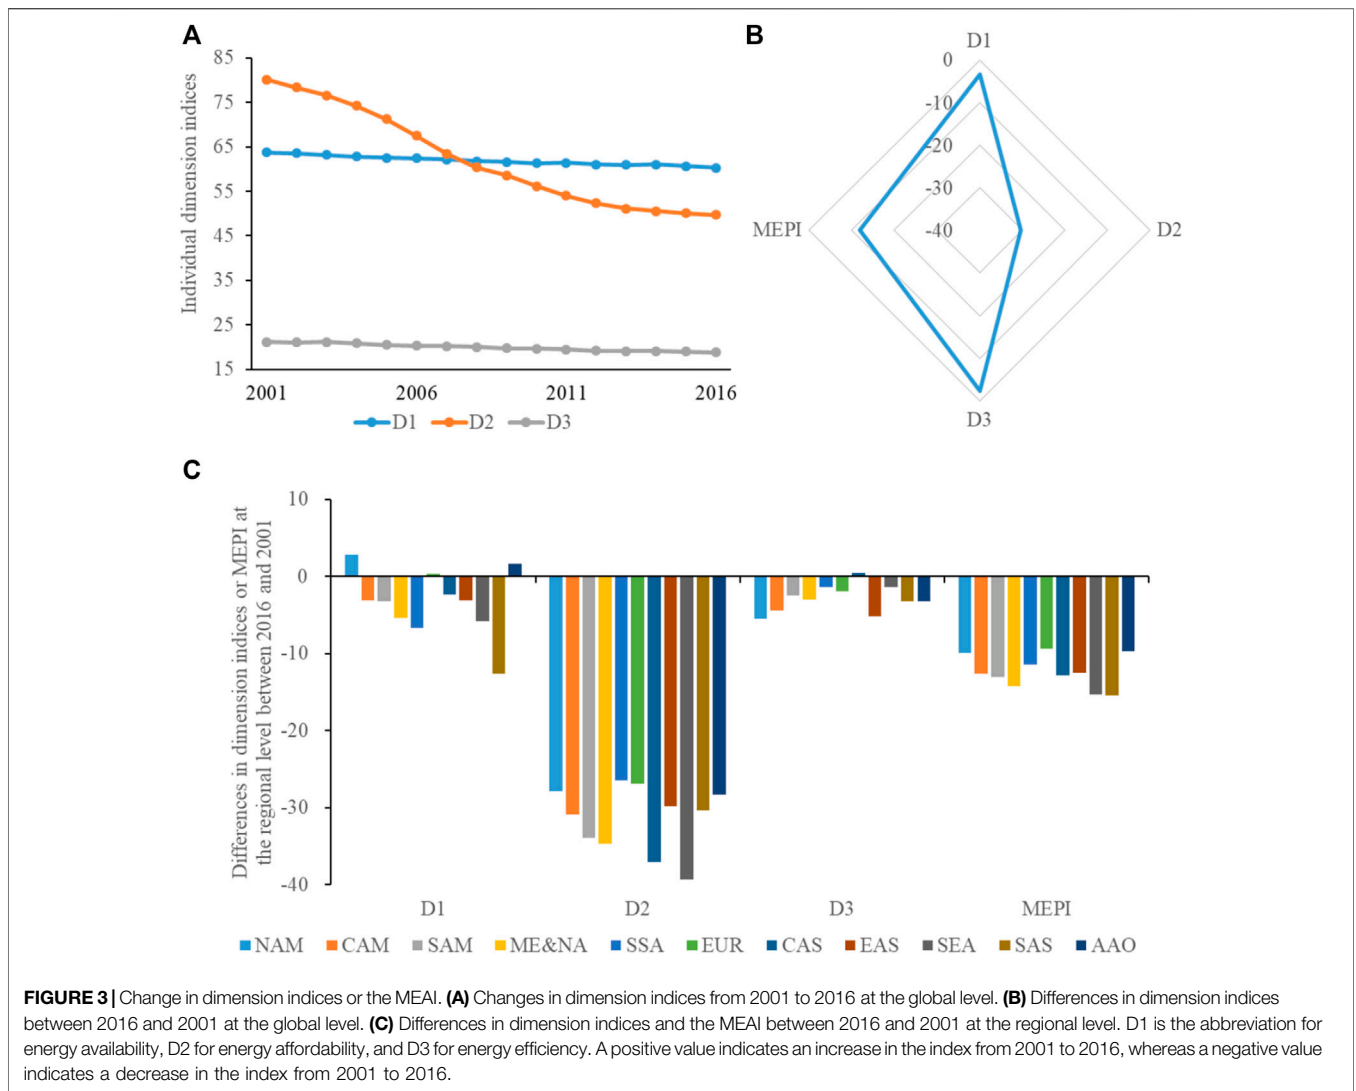 A
85
75
65
55
45
35
25
15
Individual dimension indices
2001
2006
2011
2016
D1
D2
D3
B
D1
0
-10
-20
-30
-40
MEPI
D2
D3
C
10
0
-10
-20
-30
-40
Differences in dimension indices or MEPI at
the regional level between 2016 and 2001
D1
D2
D3
MEPI
NAM
CAM
SAM
ME&NA
SSA
EUR
CAS
EAS
SEA
SAS
AAO
FIGURE 3 | Change in dimension indices or the MEAI. (A) Changes in dimension indices from 2001 to 2016 at the global level. (B) Differences in dimension indices
between 2016 and 2001 at the global level. (C) Differences in dimension indices and the MEAI between 2016 and 2001 at the regional level. D1 is the abbreviation for
energy availability, D2 for energy affordability, and D3 for energy efficiency. A positive value indicates an increase in the index from 2001 to 2016, whereas a negative value
indicates a decrease in the index from 2001 to 2016.